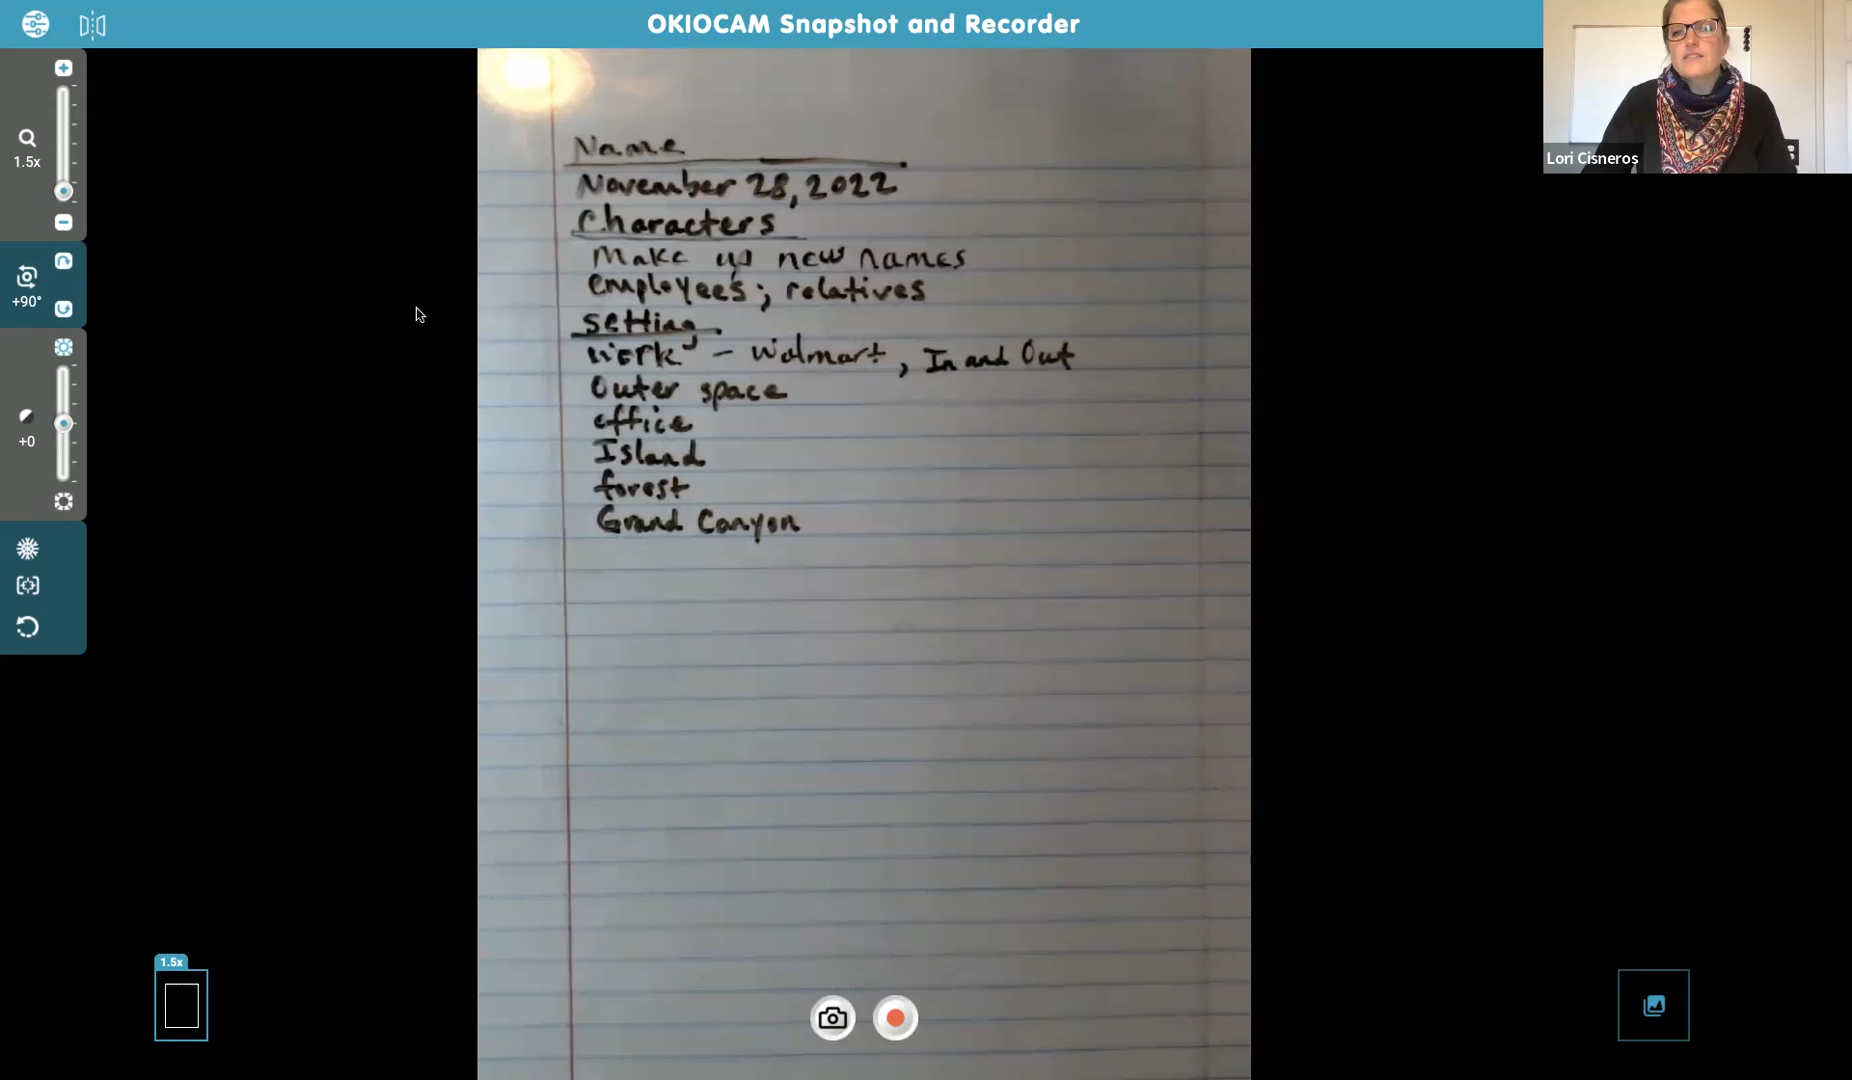 OKIOCAM Snapshot and Recorder
Lori Cisneros
1.5x
+90°
+0
Name
November 28, 2022
Characters
Make up new names
employees; relatives
setting
Work - Walmart, In and Out
Outer space
office
Island
forest
Grand Canyon
1.5x